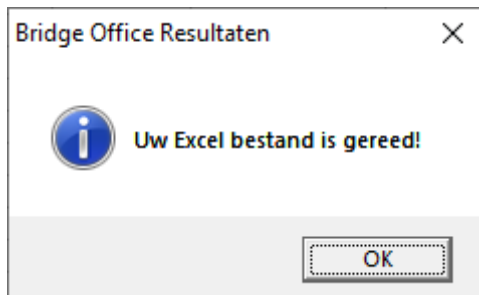 Bridge Office Resultaten
Uw Excel bestand is gereed!
OK